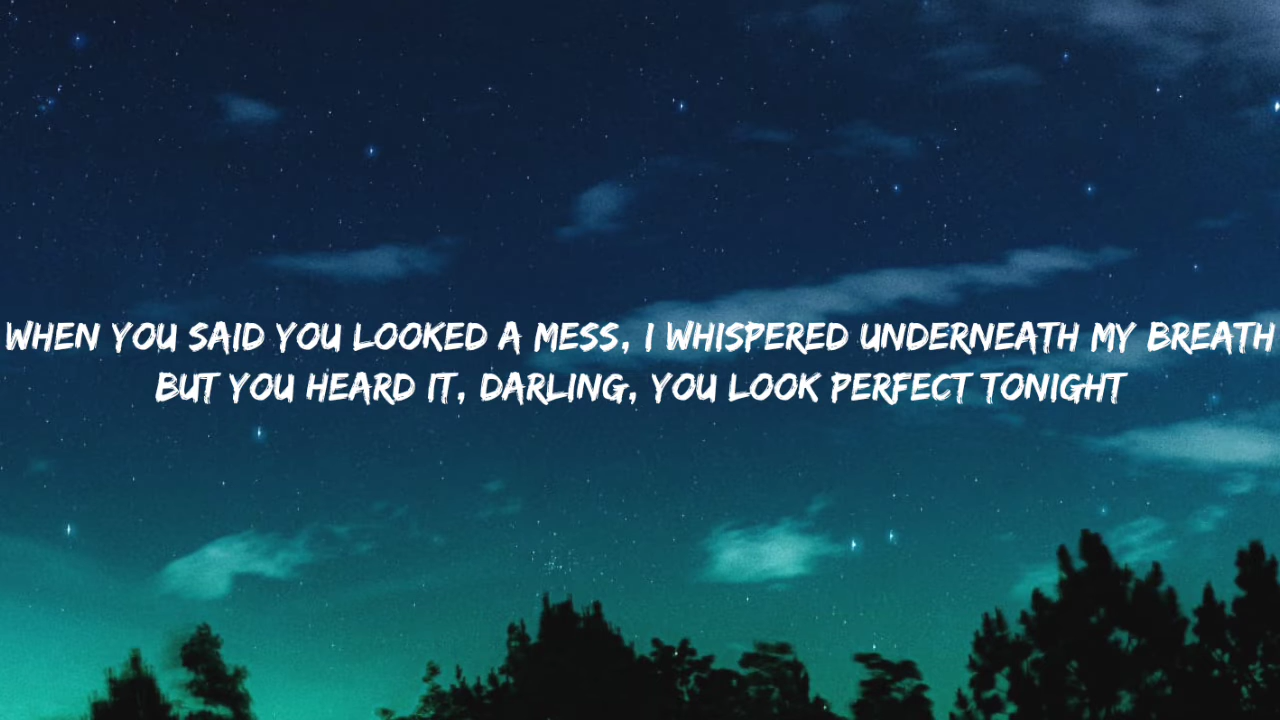 WHEN YOU SAID YOU LOOKED A MESS, I WHISPERED UNDERNEATH MY BREATH
BUT YOU HEARD IT, DARLING, YOU LOOK PERFECT TONIGHT